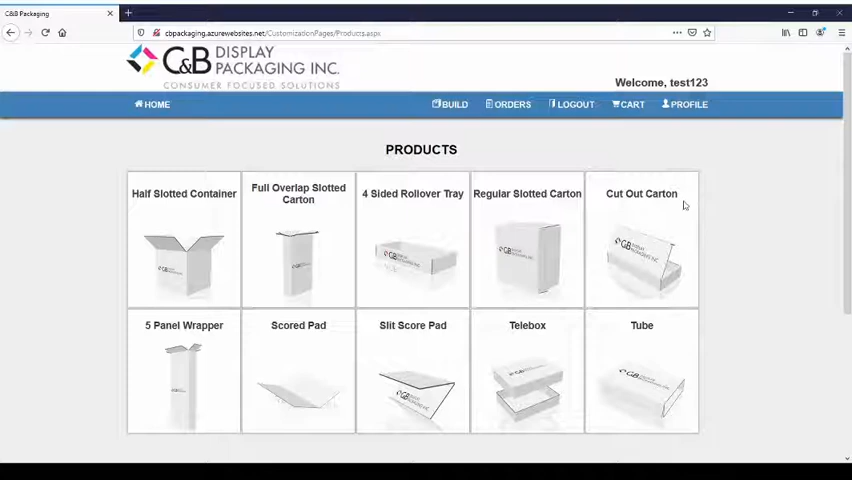 C&B Packaging
cbpackaging.azurewebsites.net/CustomizationPages/Products.aspx
C&B DISPLAY
PACKAGING INC.
CONSUMER FOCUSED SOLUTIONS
Welcome, test123
HOME BUILD ORDERS LOGOUT CART PROFILE
PRODUCTS
Half Slotted Container
Full Overlap Slotted
Carton
4 Sided Rollover Tray
Regular Slotted Carton
Cut Out Carton
5 Panel Wrapper
Scored Pad
Slit Score Pad
Telebox
Tube